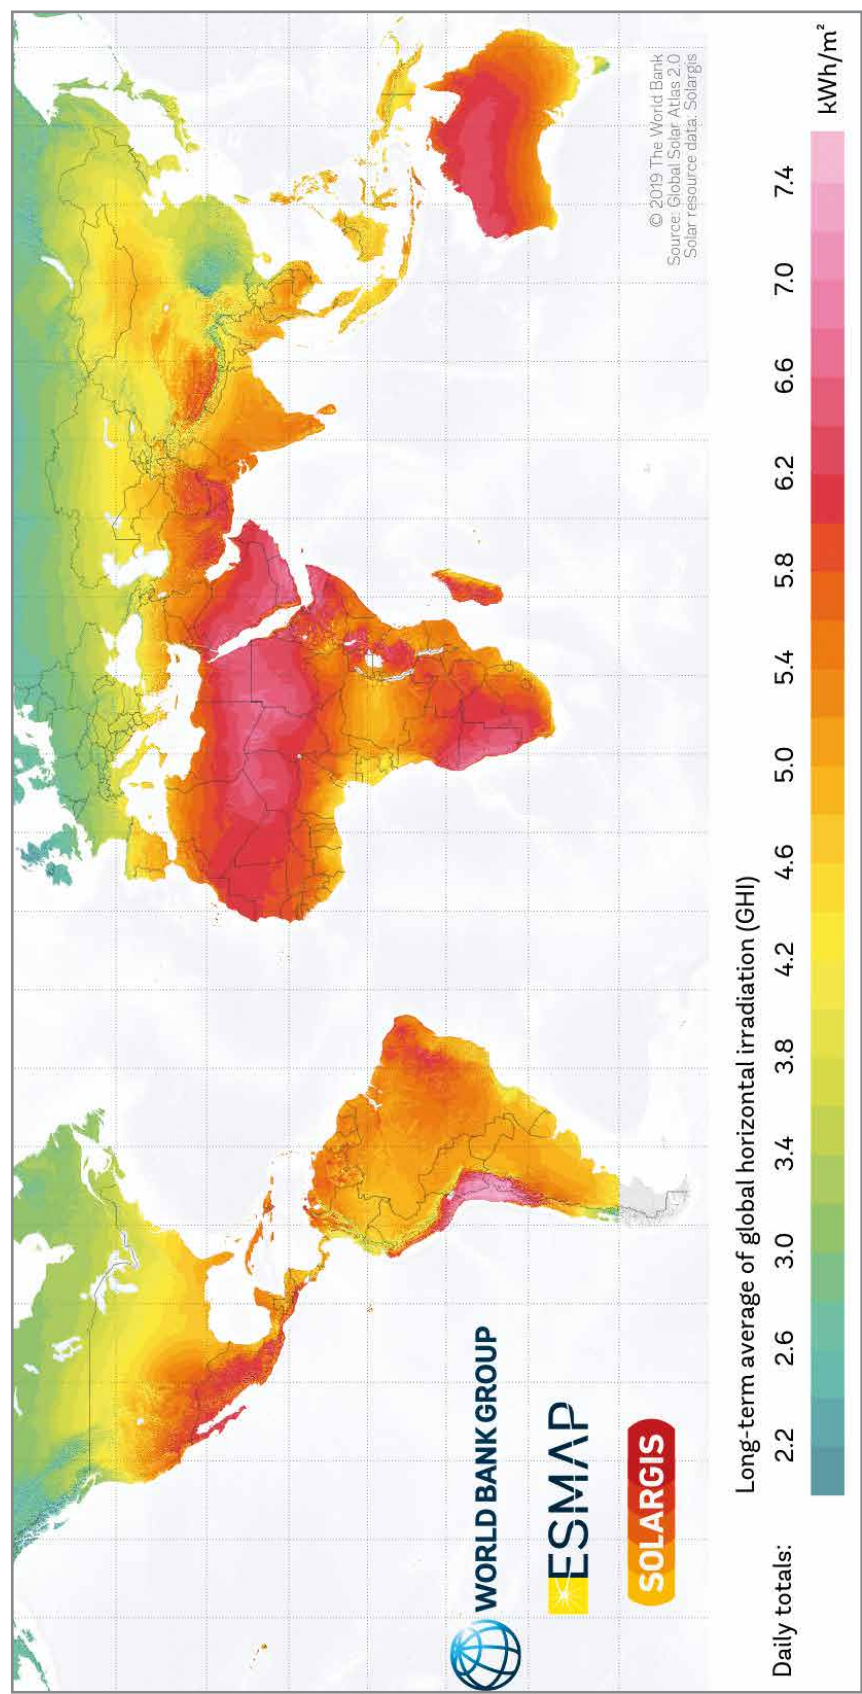 © 2019 The World Bank
Source: Global Solar Atlas 2.0
Solar resource data: Solargis
WORLD BANK GROUP
ESMAP
SOLARGIS
Long-term average of global horizontal irradiation (GHI)
Daily totals: 2.2 2.6 3.0 3.4 3.8 4.2 4.6 5.0 5.4 5.8 6.2 6.6 7.0 7.4
kWh/m²